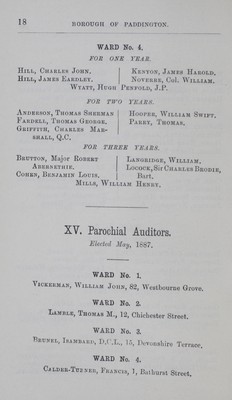 18 BOROUGH OF PADDINGTON.
WARD No. 4.
FOR ONE YEAR.
HILL, CHARLES JOHN.
HILL, JAMES EARDLEY.
KENYON, JAMES HAROLD.
NOVERRE, Col. WILLIAM.
WYATT, HUGH PENFOLD, J.P.
FOR TWO YEARS.
ANDERSON, THOMAS SHERMAN
FARDELL, THOMAS GEORGE.
GRIFFITH, CHARLES MAR-
SHALL, Q.C.
HOOPER, WILLIAM SWIFT.
PARRY, THOMAS.
FOR THREE YEARS.
BRUTTON, Major ROBERT
ABERNETHIE.
COHEN, BENJAMIN LOUIS.
LANGRIDGE, WILLIAM.
LOCOCK, Sir CHARLES BRODIE,
Bart.
MILLS, WILLIAM HENRY.
XV. Parochial Auditors.
Elected May, 1887.
WARD No. 1.
VICKERMAN, WILLIAM JOHN, 82, Westbourne Grove.
WARD No. 2.
LAMBLE, THOMAS M., 12, Chichester Street.
WARD No. 3.
BRUNEL, ISAMBARD, D.C.L., 15, Devonshire Terrace.
WARD No. 4.
CALDER-TURNER, FRANCIS, 1, Bathurst Street.